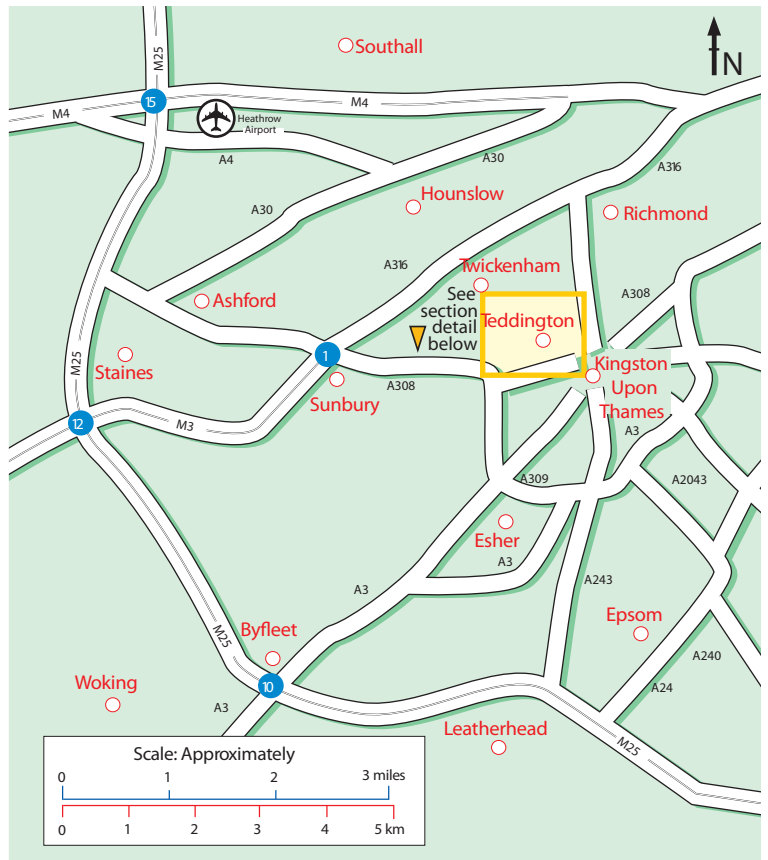 Southall
N
M25
15
M4
M4
Heathrow
Airport
A4
A30
A316
Hounslow
Richmond
A30
A316
Twickenham
A308
See
section
detail
below
Ashford
Teddington
1
M25
Staines
Sunbury
A308
Kingston
Upon
Thames
12
M3
A3
A309
A2043
Esher
A3
A3
A243
Epsom
M25
Byfleet
A240
10
A24
Woking
A3
Leatherhead
M25
Scale: Approximately
0 1 2 3 miles
0 1 2 3 4 5 km